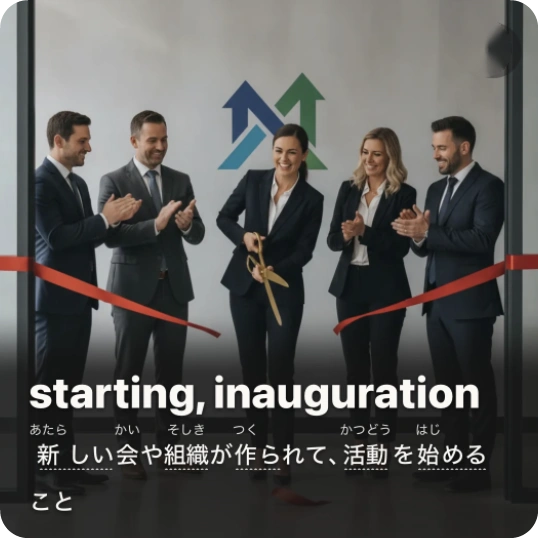 starting, inauguration
あたら かい そしき つく かつどう はじ
新しい会や組織が作られて、活動を始める
こと